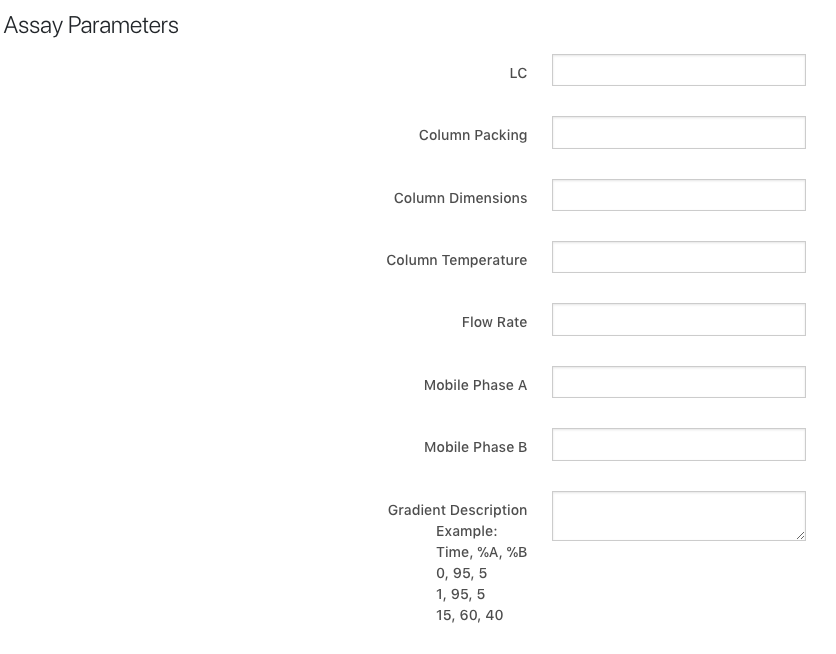 Assay Parameters
LC
Column Packing
Column Dimensions
Column Temperature
Flow Rate
Mobile Phase A
Mobile Phase B
Gradient Description
Example:
Time, %A, %B
0, 95, 5
1, 95, 5
15, 60, 40